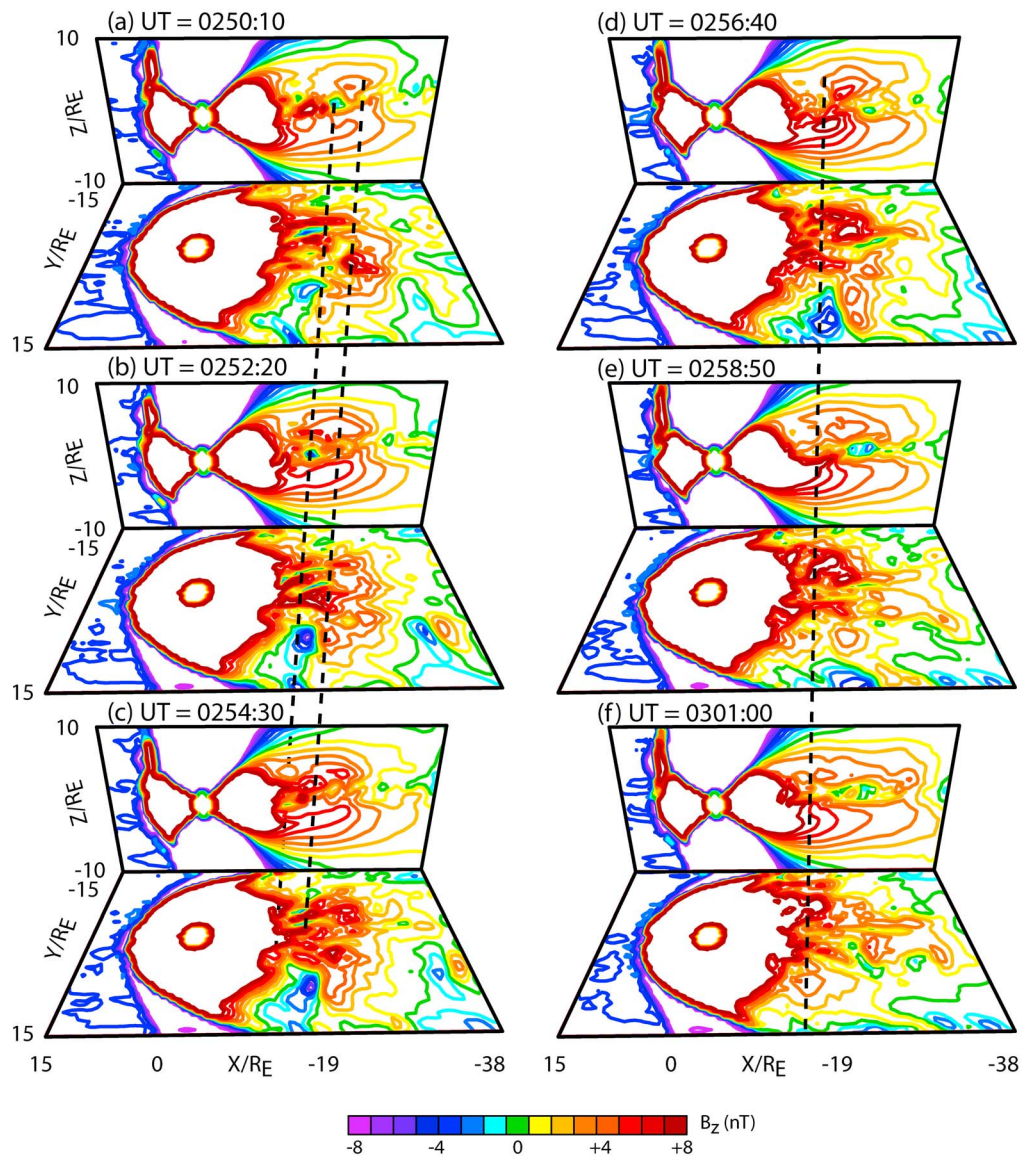 (a) UT = 0250:10
10
Z/RE
-10
-15
Y/RE
15
(b) UT = 0252:20
10
Z/RE
-10
-15
Y/RE
15
(c) UT = 0254:30
10
Z/RE
-10
-15
Y/RE
15
15 0 X/RE -19 -38
(d) UT = 0256:40
(e) UT = 0258:50
(f) UT = 0301:00
15 0 X/RE -19 -38
-8 -4 0 +4 +8 BZ (nT)